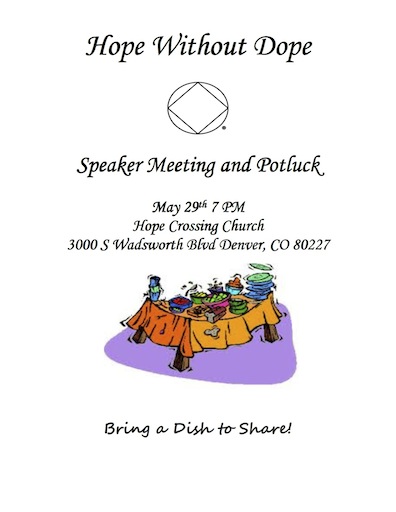 Hope Without Dope
®
Speaker Meeting and Potluck
May 29th 7 PM
Hope Crossing Church
3000 S Wadsworth Blvd Denver, CO 80227
Bring a Dish to Share!